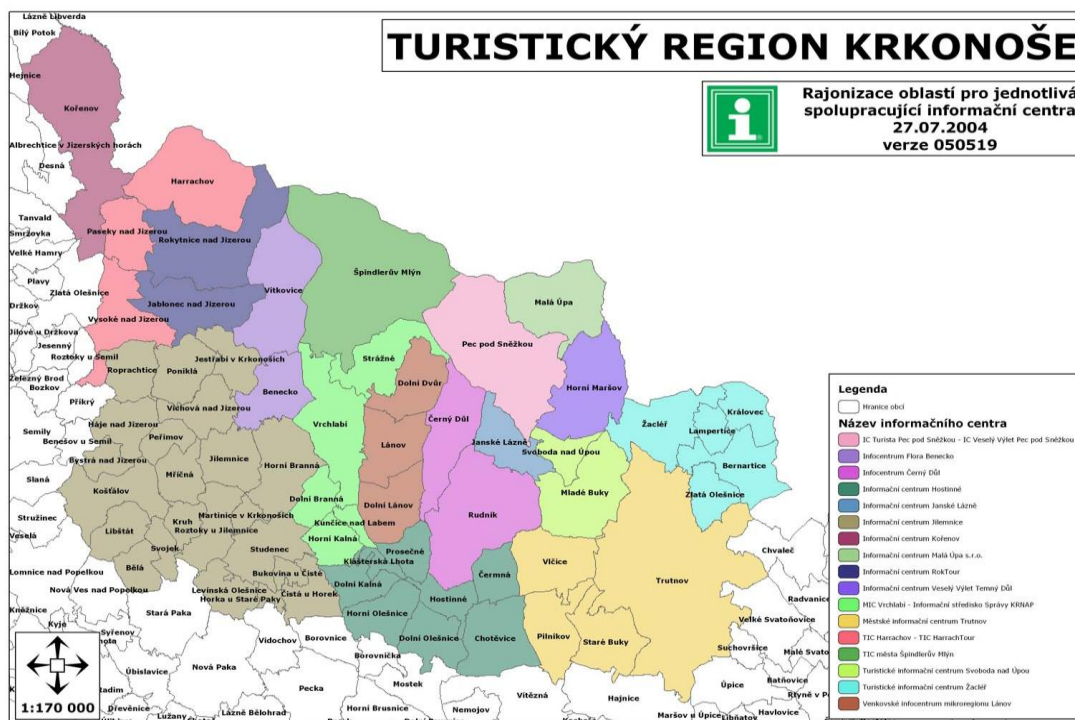 TURISTICKÝ REGION KRKONOŠE
Rajonizace oblastí pro jednotlivá
spolupracující informační centra
27.07.2004
verze 050519
Lázně Libverda
Bílý Potok
Hejnice
Kořenov
Albrechtice v Jizerských horách
Desná
Harrachov
Tanvald
Smržovka
Paseky nad Jizerou
Rokytnice nad Jizerou
Velké Hamry
Špindlerův Mlýn
Plavy
Zlatá Olešnice
Vítkovice
Malá Úpa
Držkov
Jablonec nad Jizerou
Vysoké nad Jizerou
Jílové u Držkova
Jesenný
Pec pod Sněžkou
Roztoky u Semil
Jestřabí v Krkonoších
Strážné
Roprachtice
Poniklá
Železný Brod
Bozkov
Dolní Dvůr
Horní Maršov
Benecko
Příkrý
Víchová nad Jizerou
Černý Důl
Královec
Háje nad Jizerou
Vrchlabí
Žacléř
Lampertice
Semily
Peřimov
Benešov u Semil
Lánov
Janské Lázně
Svoboda nad Úpou
Bystrá nad Jizerou
Jilemnice
Horní Branná
Bernartice
Slaná
Mříčná
Košťálov
Dolní Branná
Mladé Buky
Zlatá Olešnice
Dolní Lánov
Rudník
Stružinec
Martinice v Krkonoších
Kruh
Kunčice nad Labem
Libštát
Roztoky u Jilemnice
Veselá
Horní Kalná
Svojek
Studenec
Prosečné
Chvaleč
Klášterská Lhota
Vlčice
Lomnice nad Popelkou
Bělá
Bukovina u Čisté
Čermná
Trutnov
Nová Ves nad Popelkou
Levínská Olešnice
Čistá u Horek
Dolní Kalná
Horka u Staré Paky
Hostinné
Radvanice
Kněžnice
Stará Paka
Horní Olešnice
Kyje
Velké Svatoňovice
Syřenov
Vidochov
Borovnice
Dolní Olešnice
Chotěvice
Pilníkov
Staré Buky
Suchovršice
Borovnička
Úbislavice
Nová Paka
Pecka
Mostek
Vítězná
Hajnice
Úpice
Batňovice
Dřevěnice
Lužany
Lázně Bělohrad
Horní Brusnice
Nemojov
Maršov u Úpice
Libňatov
Havlovice
1:170 000
Legenda
Hranice obcí
Název informačního centra
IC Turista Pec pod Sněžkou - IC Veselý Výlet Pec pod Sněžkou
Infocentrum Flora Benecko
Infocentrum Černý Důl
Informační centrum Hostinné
Informační centrum Janské Lázně
Informační centrum Jilemnice
Informační centrum Kořenov
Informační centrum Malá Úpa s.r.o.
Informační centrum RokTour
Informační centrum Veselý Výlet Temný Důl
MIC Vrchlabí - Informační středisko Správy KRNAP
Městské informační centrum Trutnov
TIC Harrachov - TIC HarrachTour
TIC města Špindlerův Mlýn
Turistické informační centrum Svoboda nad Úpou
Turistické informační centrum Žacléř
Venkovské infocentrum mikroregionu Lánov